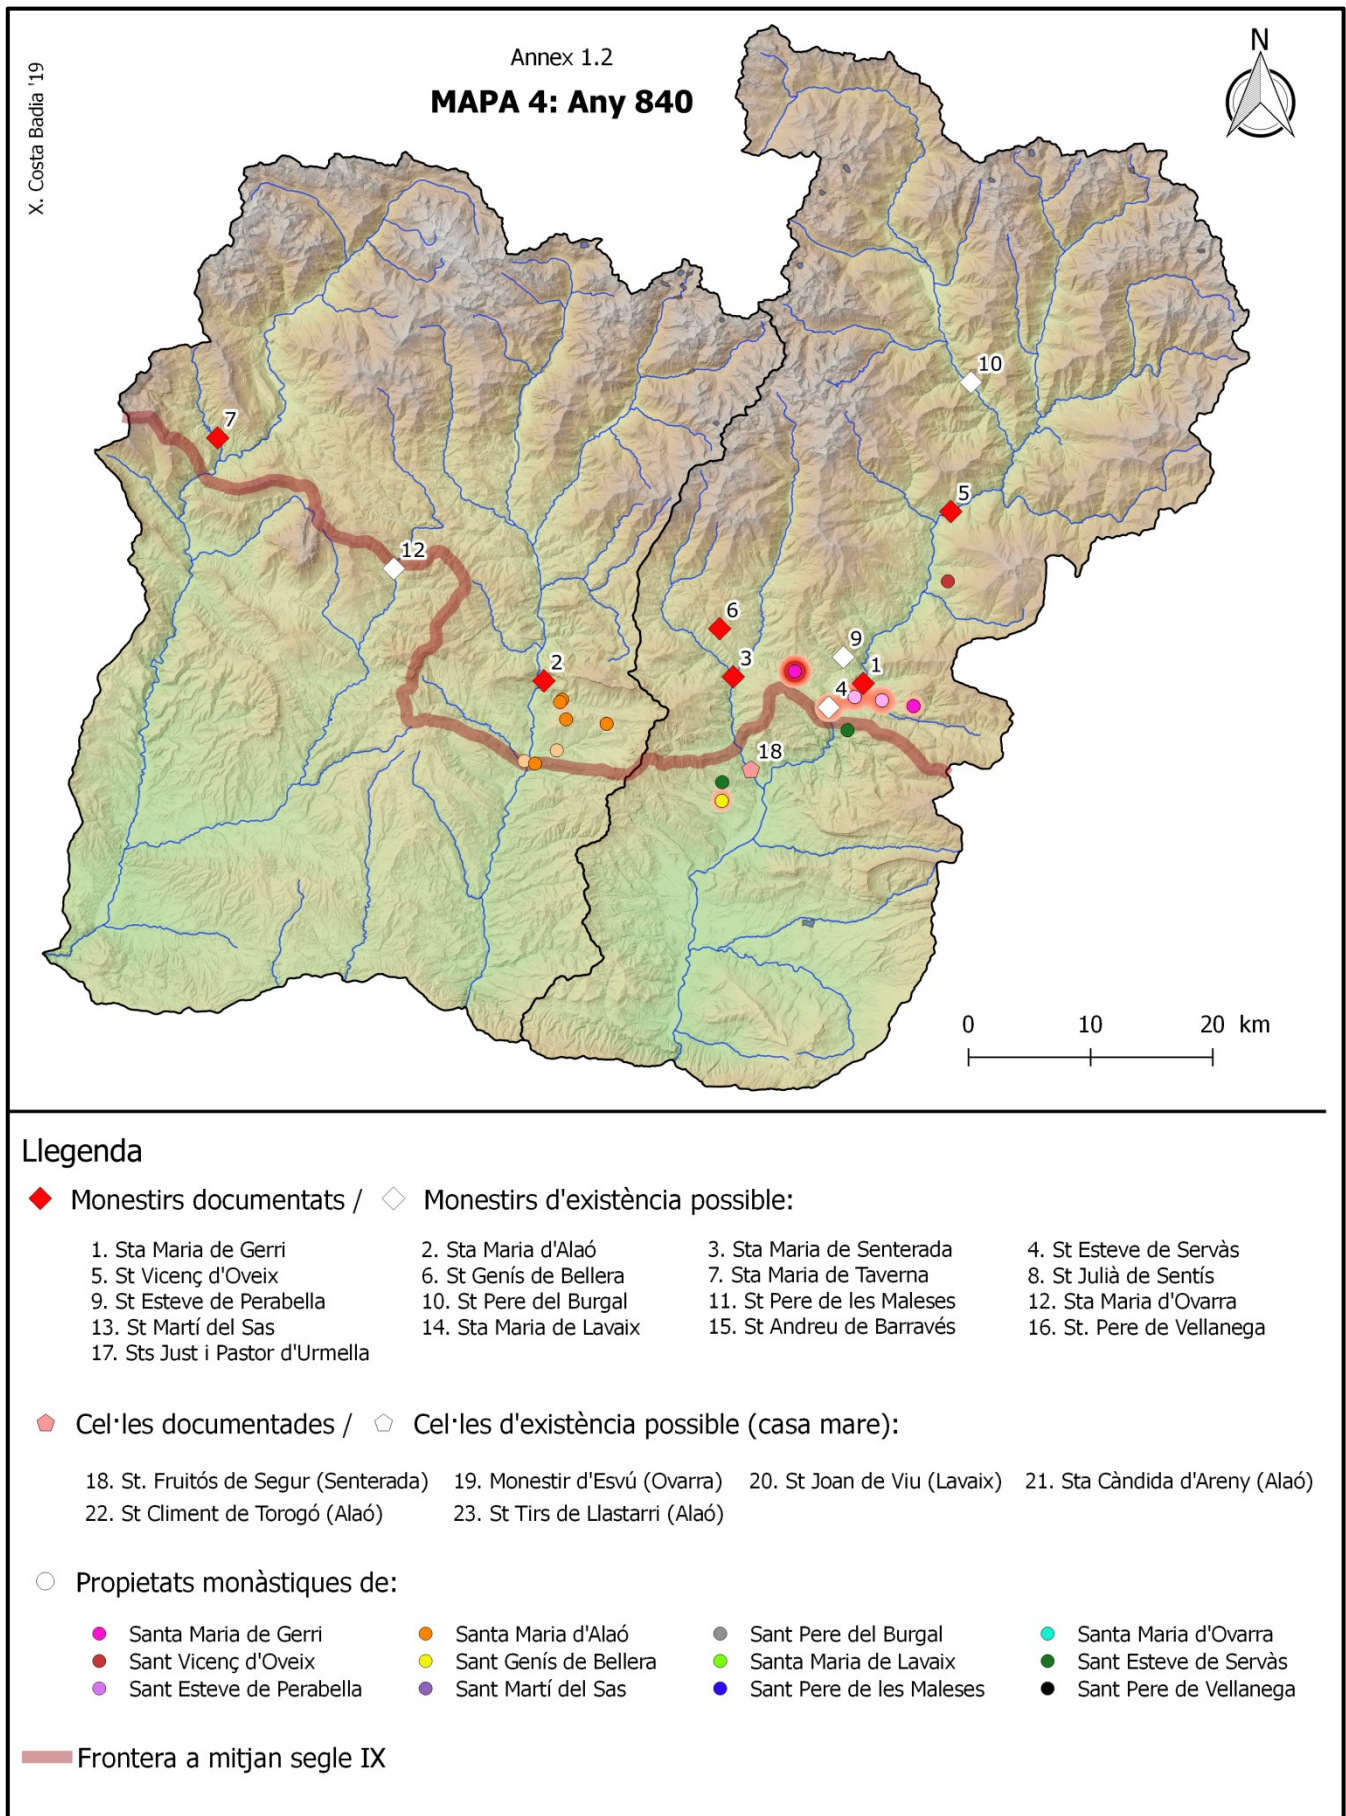 X. Costa Badia '19
Annex 1.2
MAPA 4: Any 840
N
10
7
5
12
6
9
2
3
1
4
18
0 10 20 km
Llegenda
Monestirs documentats / Monestirs d'existència possible:
1. Sta Maria de Gerri 2. Sta Maria d'Alaó 3. Sta Maria de Senterada 4. St Esteve de Servàs
5. St Vicenç d'Oveix 6. St Genís de Bellera 7. Sta Maria de Taverna 8. St Julià de Sentís
9. St Esteve de Perabella 10. St Pere del Burgal 11. St Pere de les Maleses 12. Sta Maria d'Ovarra
13. St Martí del Sas 14. Sta Maria de Lavaix 15. St Andreu de Barravés 16. St. Pere de Vellanega
17. Sts Just i Pastor d'Urmella
Cel·les documentades / Cel·les d'existència possible (casa mare):
18. St. Fruitós de Segur (Senterada) 19. Monestir d'Esvú (Ovarra) 20. St Joan de Viu (Lavaix) 21. Sta Càndida d'Areny (Alaó)
22. St Climent de Torogó (Alaó) 23. St Tirs de Llastarri (Alaó)
Propietats monàstiques de:
Santa Maria de Gerri Santa Maria d'Alaó Sant Pere del Burgal Santa Maria d'Ovarra
Sant Vicenç d'Oveix Sant Genís de Bellera Santa Maria de Lavaix Sant Esteve de Servàs
Sant Esteve de Perabella Sant Martí del Sas Sant Pere de les Maleses Sant Pere de Vellanega
Frontera a mitjan segle IX